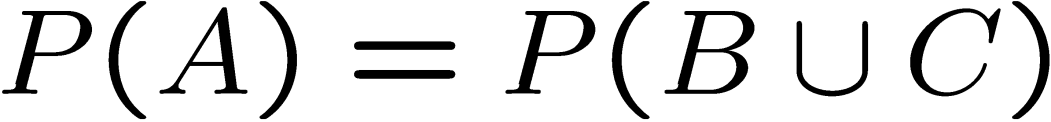 P(A) = P(B ∪ C)